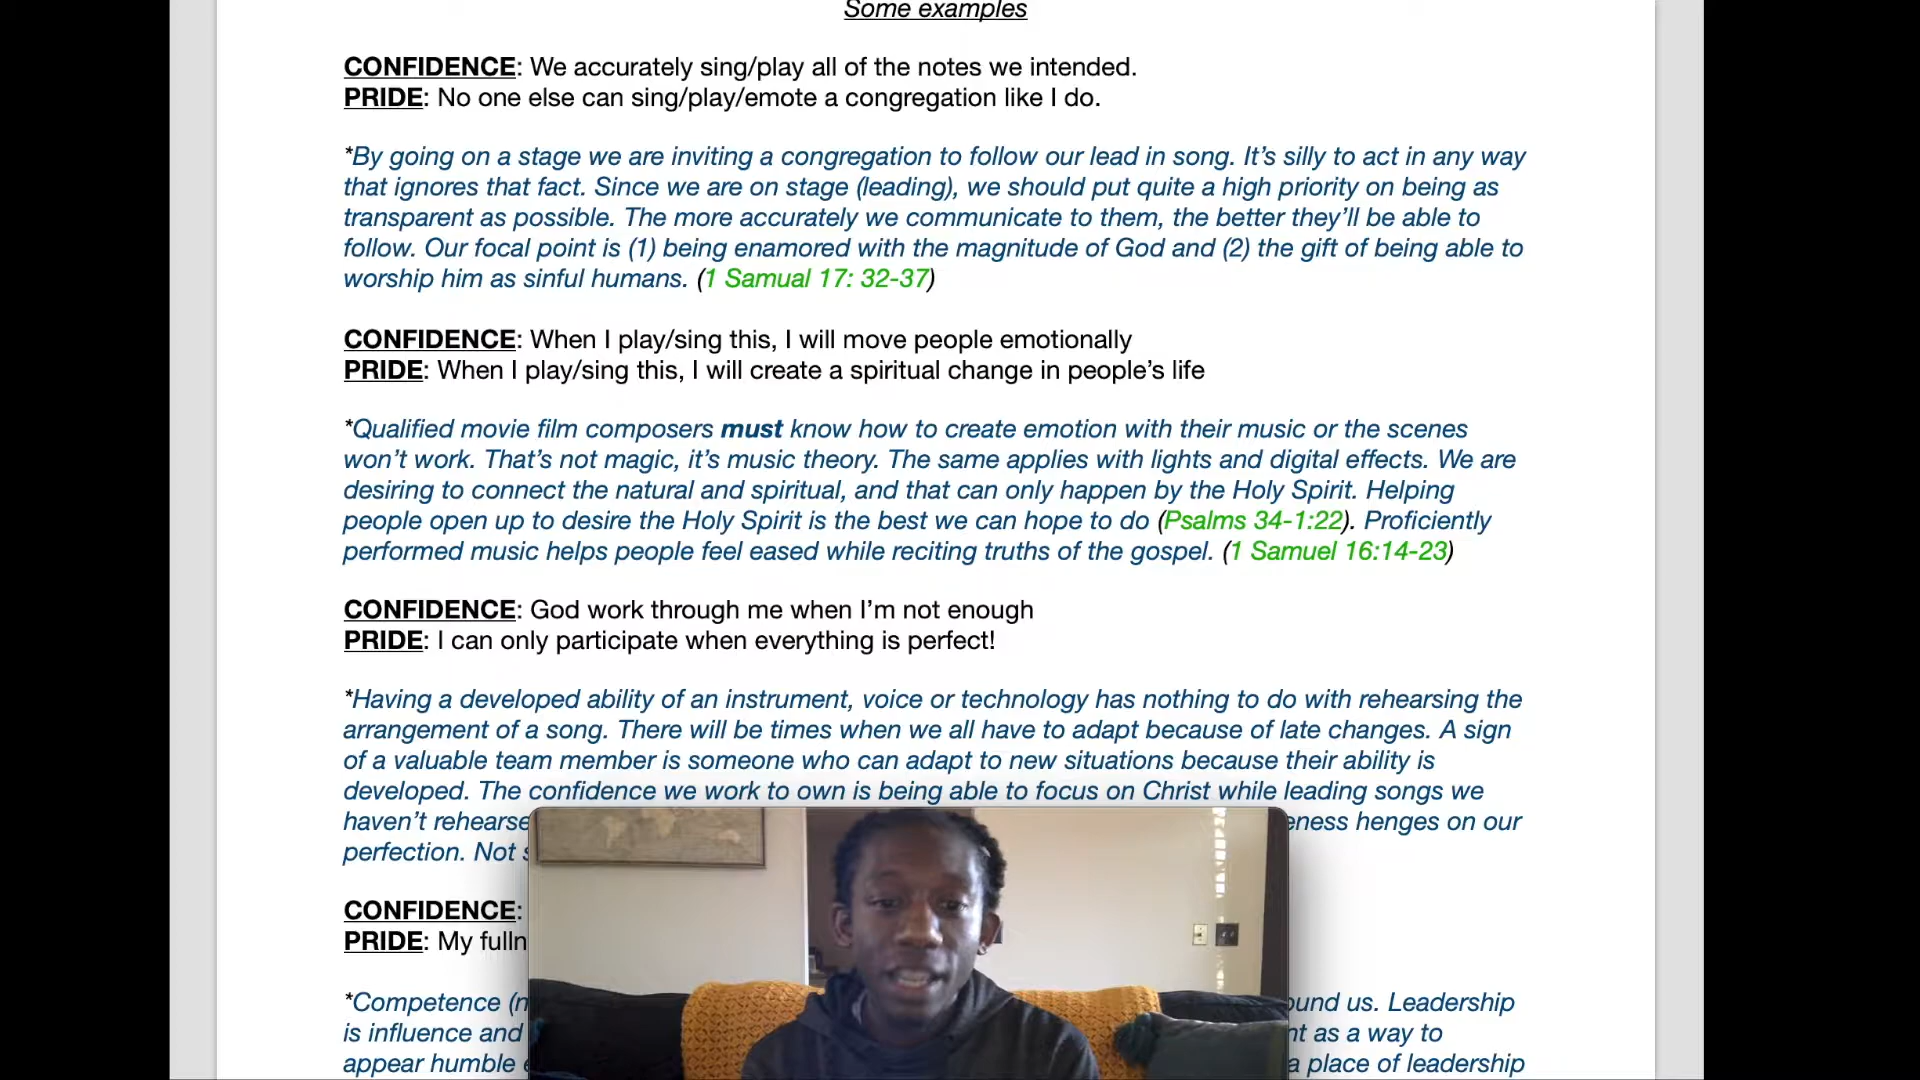 Some examples
CONFIDENCE: We accurately sing/play all of the notes we intended.
PRIDE: No one else can sing/play/emote a congregation like I do.
*By going on a stage we are inviting a congregation to follow our lead in song. It’s silly to act in any way
that ignores that fact. Since we are on stage (leading), we should put quite a high priority on being as
transparent as possible. The more accurately we communicate to them, the better they’ll be able to
follow. Our focal point is (1) being enamored with the magnitude of God and (2) the gift of being able to
worship him as sinful humans. (1 Samual 17: 32-37)
CONFIDENCE: When I play/sing this, I will move people emotionally
PRIDE: When I play/sing this, I will create a spiritual change in people’s life
*Qualified movie film composers must know how to create emotion with their music or the scenes
won’t work. That’s not magic, it’s music theory. The same applies with lights and digital effects. We are
desiring to connect the natural and spiritual, and that can only happen by the Holy Spirit. Helping
people open up to desire the Holy Spirit is the best we can hope to do (Psalms 34-1:22). Proficiently
performed music helps people feel eased while reciting truths of the gospel. (1 Samuel 16:14-23)
CONFIDENCE: God work through me when I’m not enough
PRIDE: I can only participate when everything is perfect!
*Having a developed ability of an instrument, voice or technology has nothing to do with rehearsing the
arrangement of a song. There will be times when we all have to adapt because of late changes. A sign
of a valuable team member is someone who can adapt to new situations because their ability is
developed. The confidence we work to own is being able to focus on Christ while leading songs we
haven’t henges on our
perfection. Not
CONFIDENCE:
PRIDE: My
*Competence us. Leadership
is influence and as a way to
appear humble a place of leadership